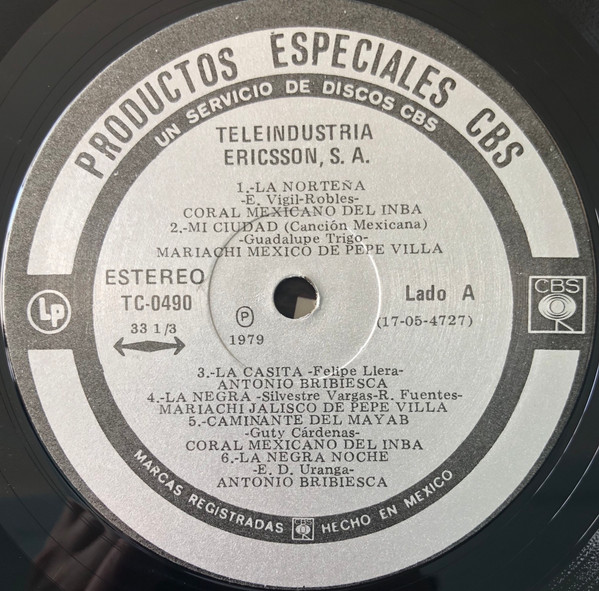 PRODUCTOS ESPECIALES CBS
UN SERVICIO DE DISCOS CBS
TELEINDUSTRIA
ERICSSON, S. A.
1.-LA NORTEÑA
-E. Vigil-Robles-
CORAL MEXICANO DEL INBA
2.-MI CIUDAD (Canción Mexicana)
-Guadalupe Trigo-
MARIACHI MEXICO DE PEPE VILLA
ESTEREO
TC-0490
33 1/3
LP
P
1979
Lado A
(17-05-4727)
CBS
3.-LA CASITA -Felipe Llera-
ANTONIO BRIBIESCA
4.-LA NEGRA -Silvestre Vargas-R. Fuentes-
MARIACHI JALISCO DE PEPE VILLA
5.-CAMINANTE DEL MAYAB
-Guty Cárdenas-
CORAL MEXICANO DEL INBA
6.-LA NEGRA NOCHE
-E. D. Uranga-
ANTONIO BRIBIESCA
MARCAS REGISTRADAS CBS HECHO EN MEXICO